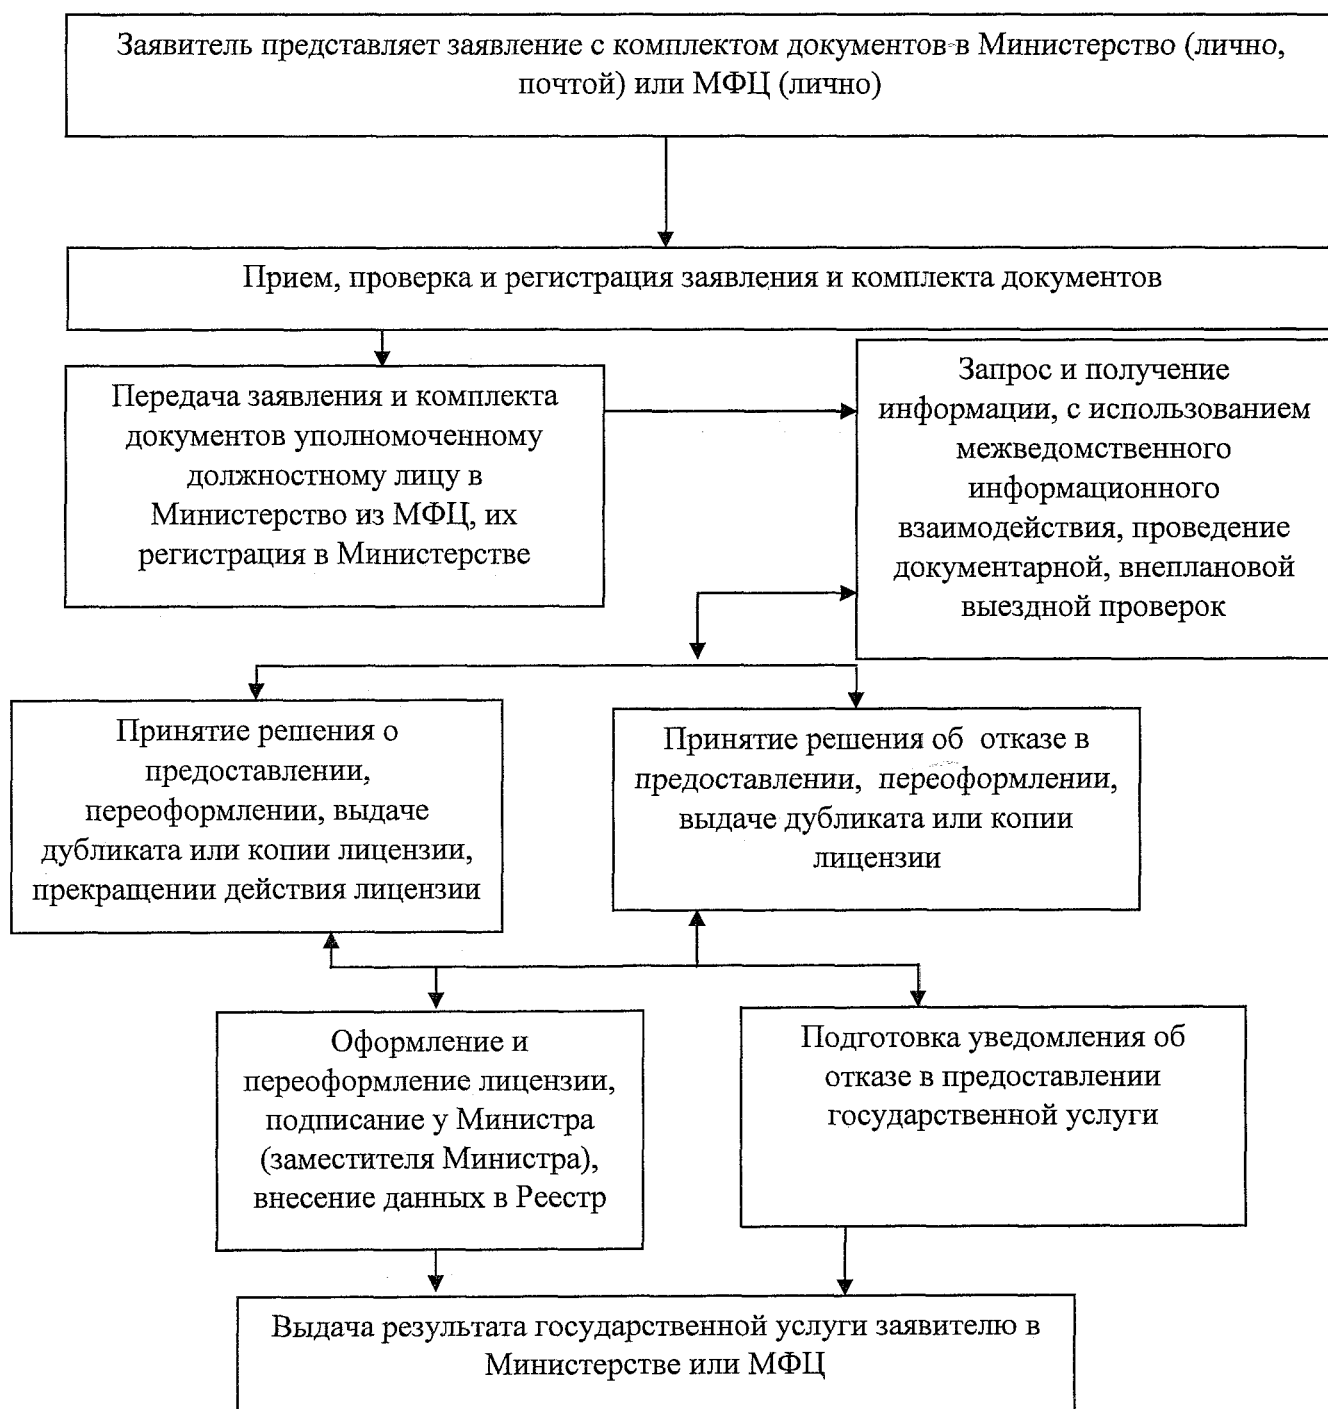 Заявитель представляет заявление с комплектом документов в Министерство (лично,
почтой) или МФЦ (лично)
Прием, проверка и регистрация заявления и комплекта документов
Передача заявления и комплекта
документов уполномоченному
должностному лицу в
Министерство из МФЦ, их
регистрация в Министерстве
Запрос и получение
информации, с использованием
межведомственного
информационного
взаимодействия, проведение
документарной, внеплановой
выездной проверок
Принятие решения о
предоставлении,
переоформлении, выдаче
дубликата или копии лицензии,
прекращении действия лицензии
Принятие решения об отказе в
предоставлении, переоформлении,
выдаче дубликата или копии
лицензии
Оформление и
переоформление лицензии,
подписание у Министра
(заместителя Министра),
внесение данных в Реестр
Подготовка уведомления об
отказе в предоставлении
государственной услуги
Выдача результата государственной услуги заявителю в
Министерстве или МФЦ